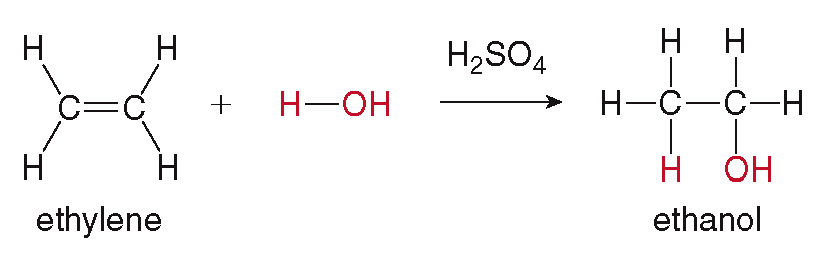 H H H2SO4 H H
C=C + H—OH H—C—C—H
H H H OH
ethylene ethanol